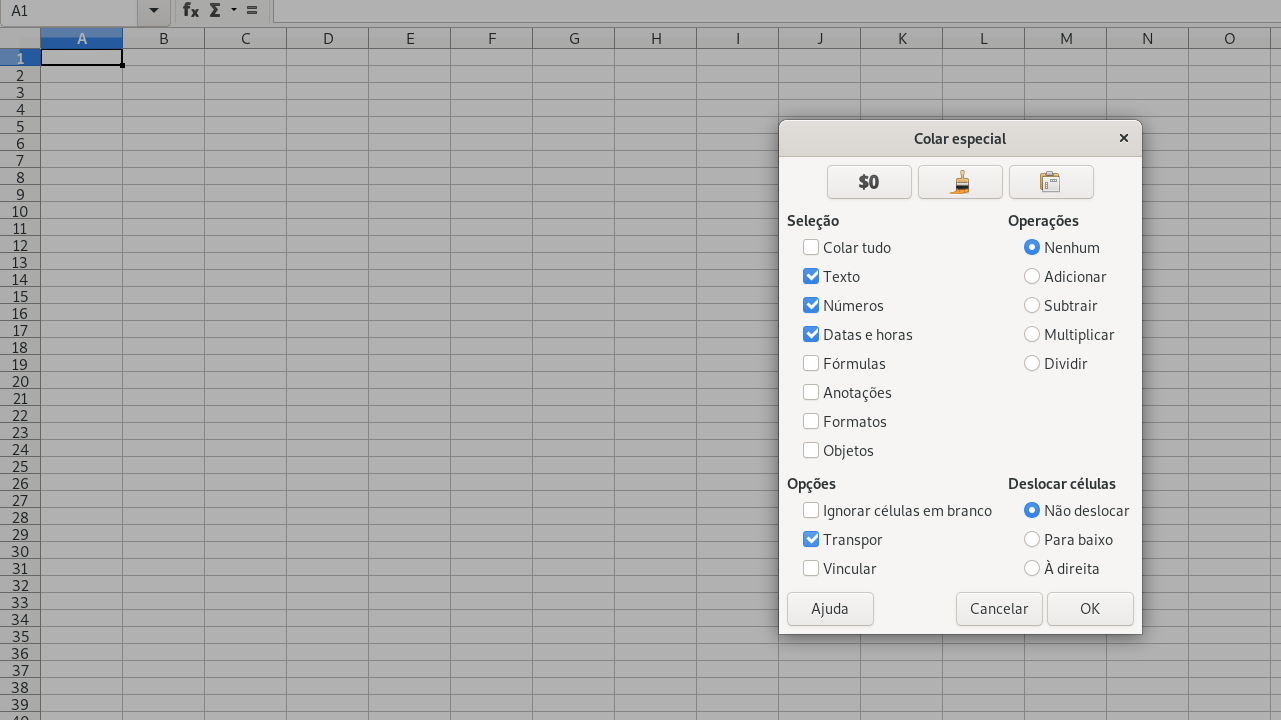 A1
A B C D E F G H I J K L M N O
1
2
3
4
5
6
7
8
9
10
11
12
13
14
15
16
17
18
19
20
21
22
23
24
25
26
27
28
29
30
31
32
33
34
35
36
37
38
39
Colar especial
$0
Seleção
Colar tudo
Texto
Números
Datas e horas
Fórmulas
Anotações
Formatos
Objetos
Operações
Nenhum
Adicionar
Subtrair
Multiplicar
Dividir
Opções
Ignorar células em branco
Transpor
Vincular
Deslocar células
Não deslocar
Para baixo
À direita
Ajuda
Cancelar
OK